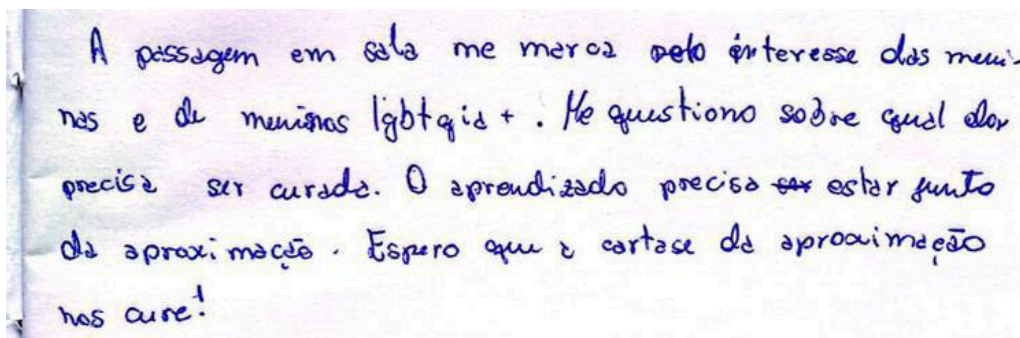 A passagem em sala me marca pelo interesse das meni-
nas e de meninos lgbtqia+. Me questiono sobre qual dor
precisa ser curada. O aprendizado precisa estar junto
da aproximação. Espero que a cartase da aproximação
nos cure!